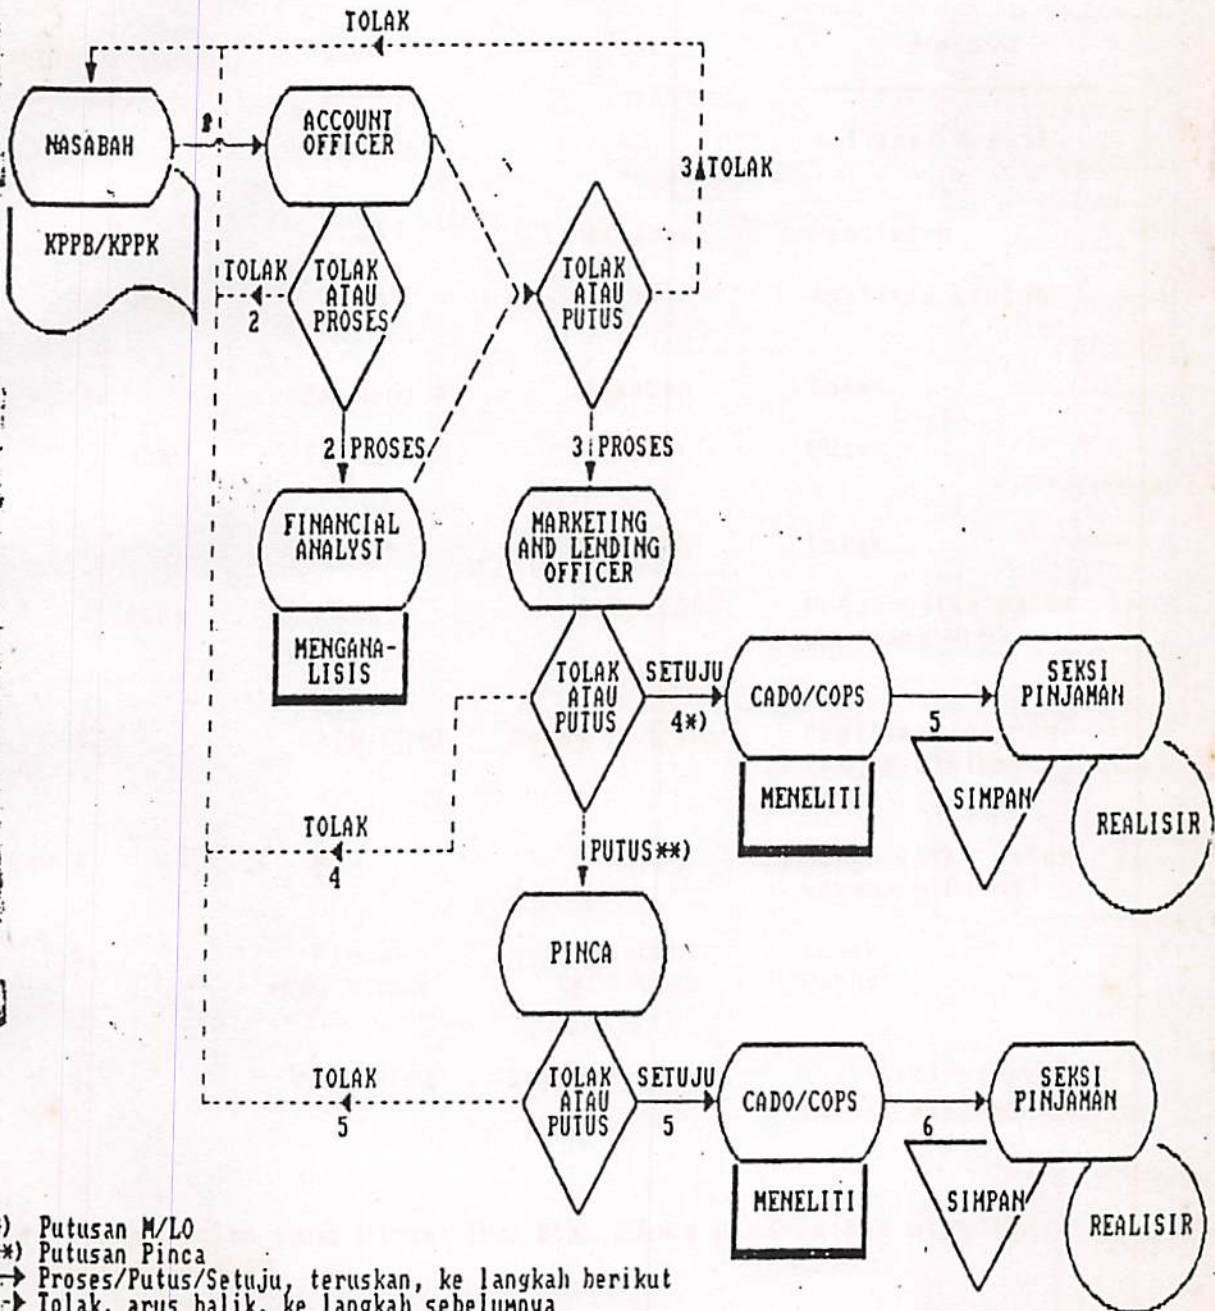 TOLAK
NASABAH
ACCOUNT
OFFICER
KPPB/KPPK
3 TOLAK
TOLAK
2
TOLAK
ATAU
PROSES
TOLAK
ATAU
PUTUS
2 PROSES
3 PROSES
FINANCIAL
ANALYST
MENGANA-
LISIS
MARKETING
AND LENDING
OFFICER
TOLAK
ATAU
PUTUS
SETUJU
4*)
CADO/COPS
MENELITI
5
SEKSI
PINJAMAN
SIMPAN
REALISIR
TOLAK
4
PUTUS**)
PINCA
TOLAK
5
TOLAK
ATAU
PUTUS
SETUJU
5
CADO/COPS
MENELITI
6
SEKSI
PINJAMAN
SIMPAN
REALISIR
*) Putusan M/LO
**) Putusan Pinca
Proses/Putus/Setuju, teruskan, ke langkah berikut
Tolak, arus balik, ke langkah sebelumnya